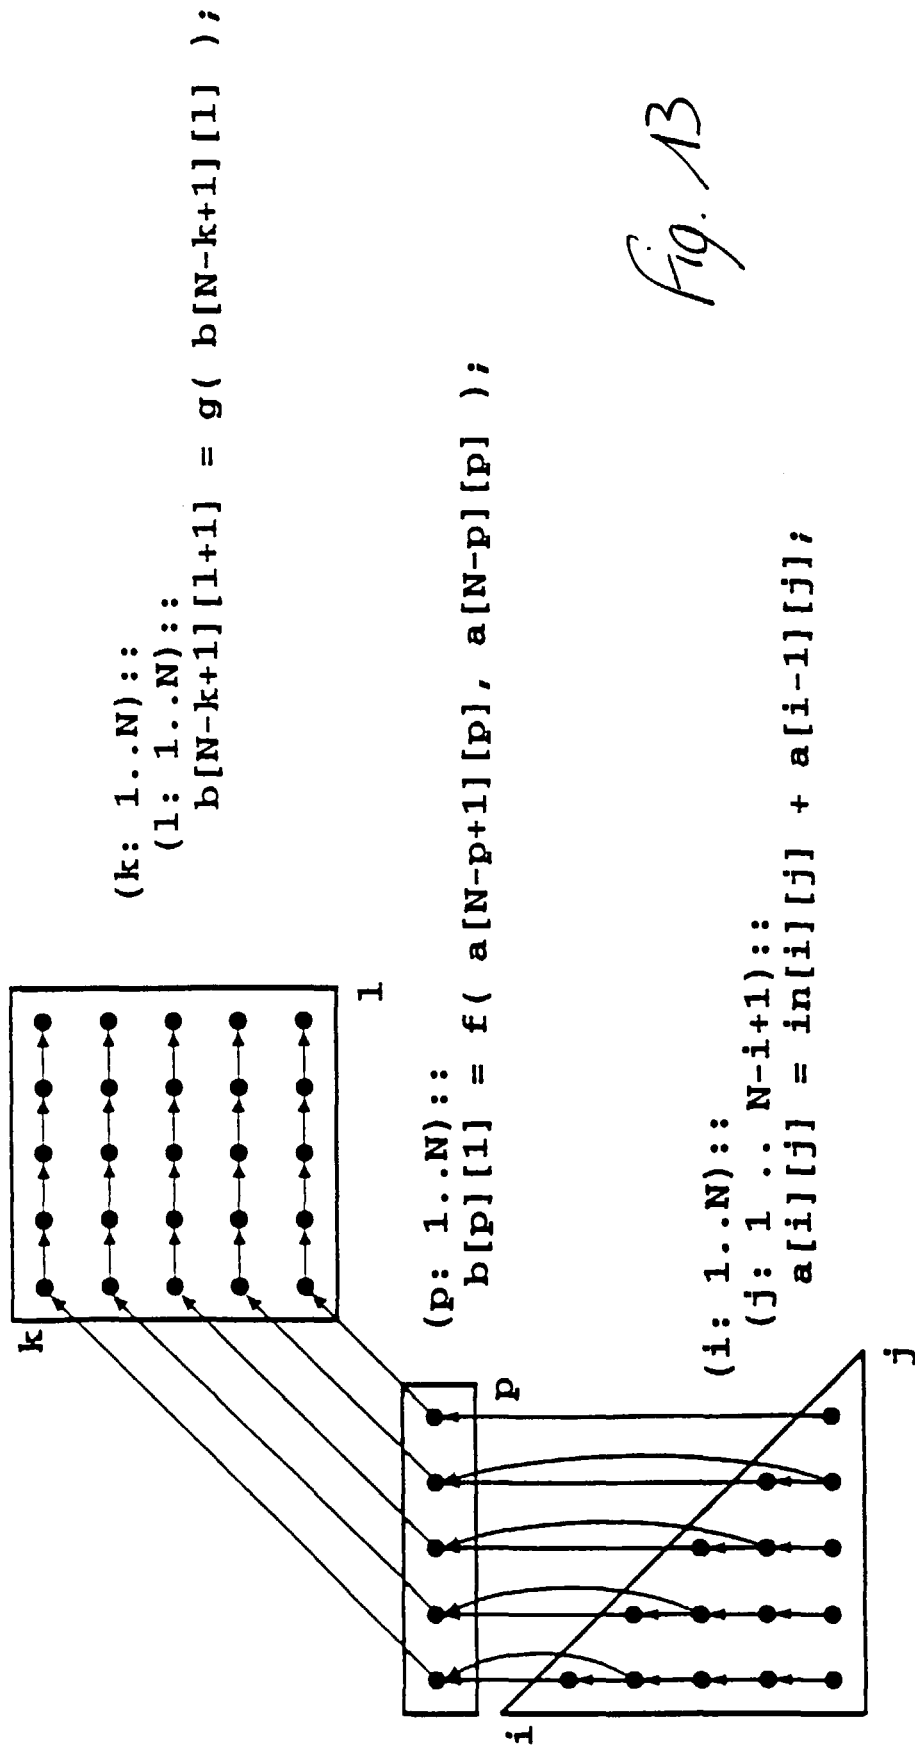 k
(k: 1..N)::
(l: 1..N)::
b[N-k+1][l+1] = g( b[N-k+1][l] );
l
(p: 1..N)::
b[p][1] = f( a[N-p+1][p], a[N-p][p] );
p
i
(i: 1..N)::
(j: 1 .. N-i+1)::
a[i][j] = in[i][j] + a[i-1][j];
j
Fig. 13